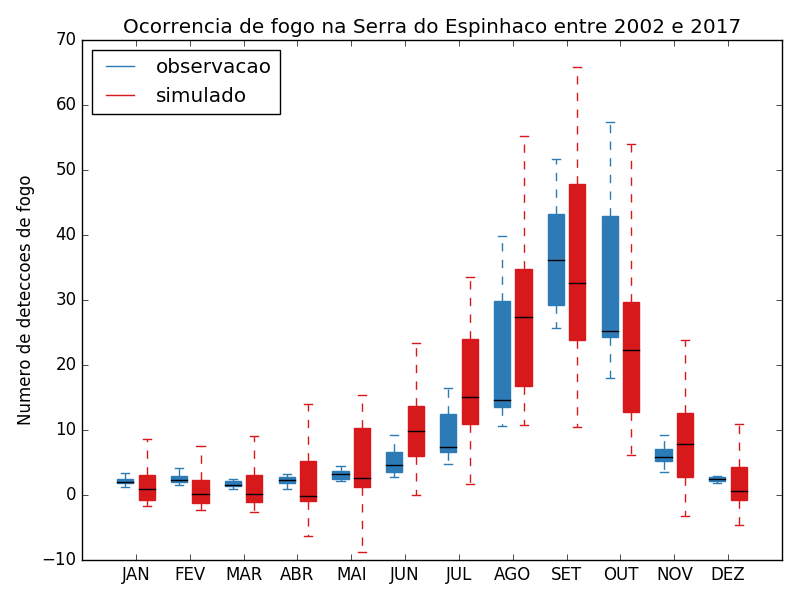 Ocorrencia de fogo na Serra do Espinhaco entre 2002 e 2017
observacao
simulado
Numero de deteccoes de fogo
70
60
50
40
30
20
10
0
−10
JAN FEV MAR ABR MAI JUN JUL AGO SET OUT NOV DEZ